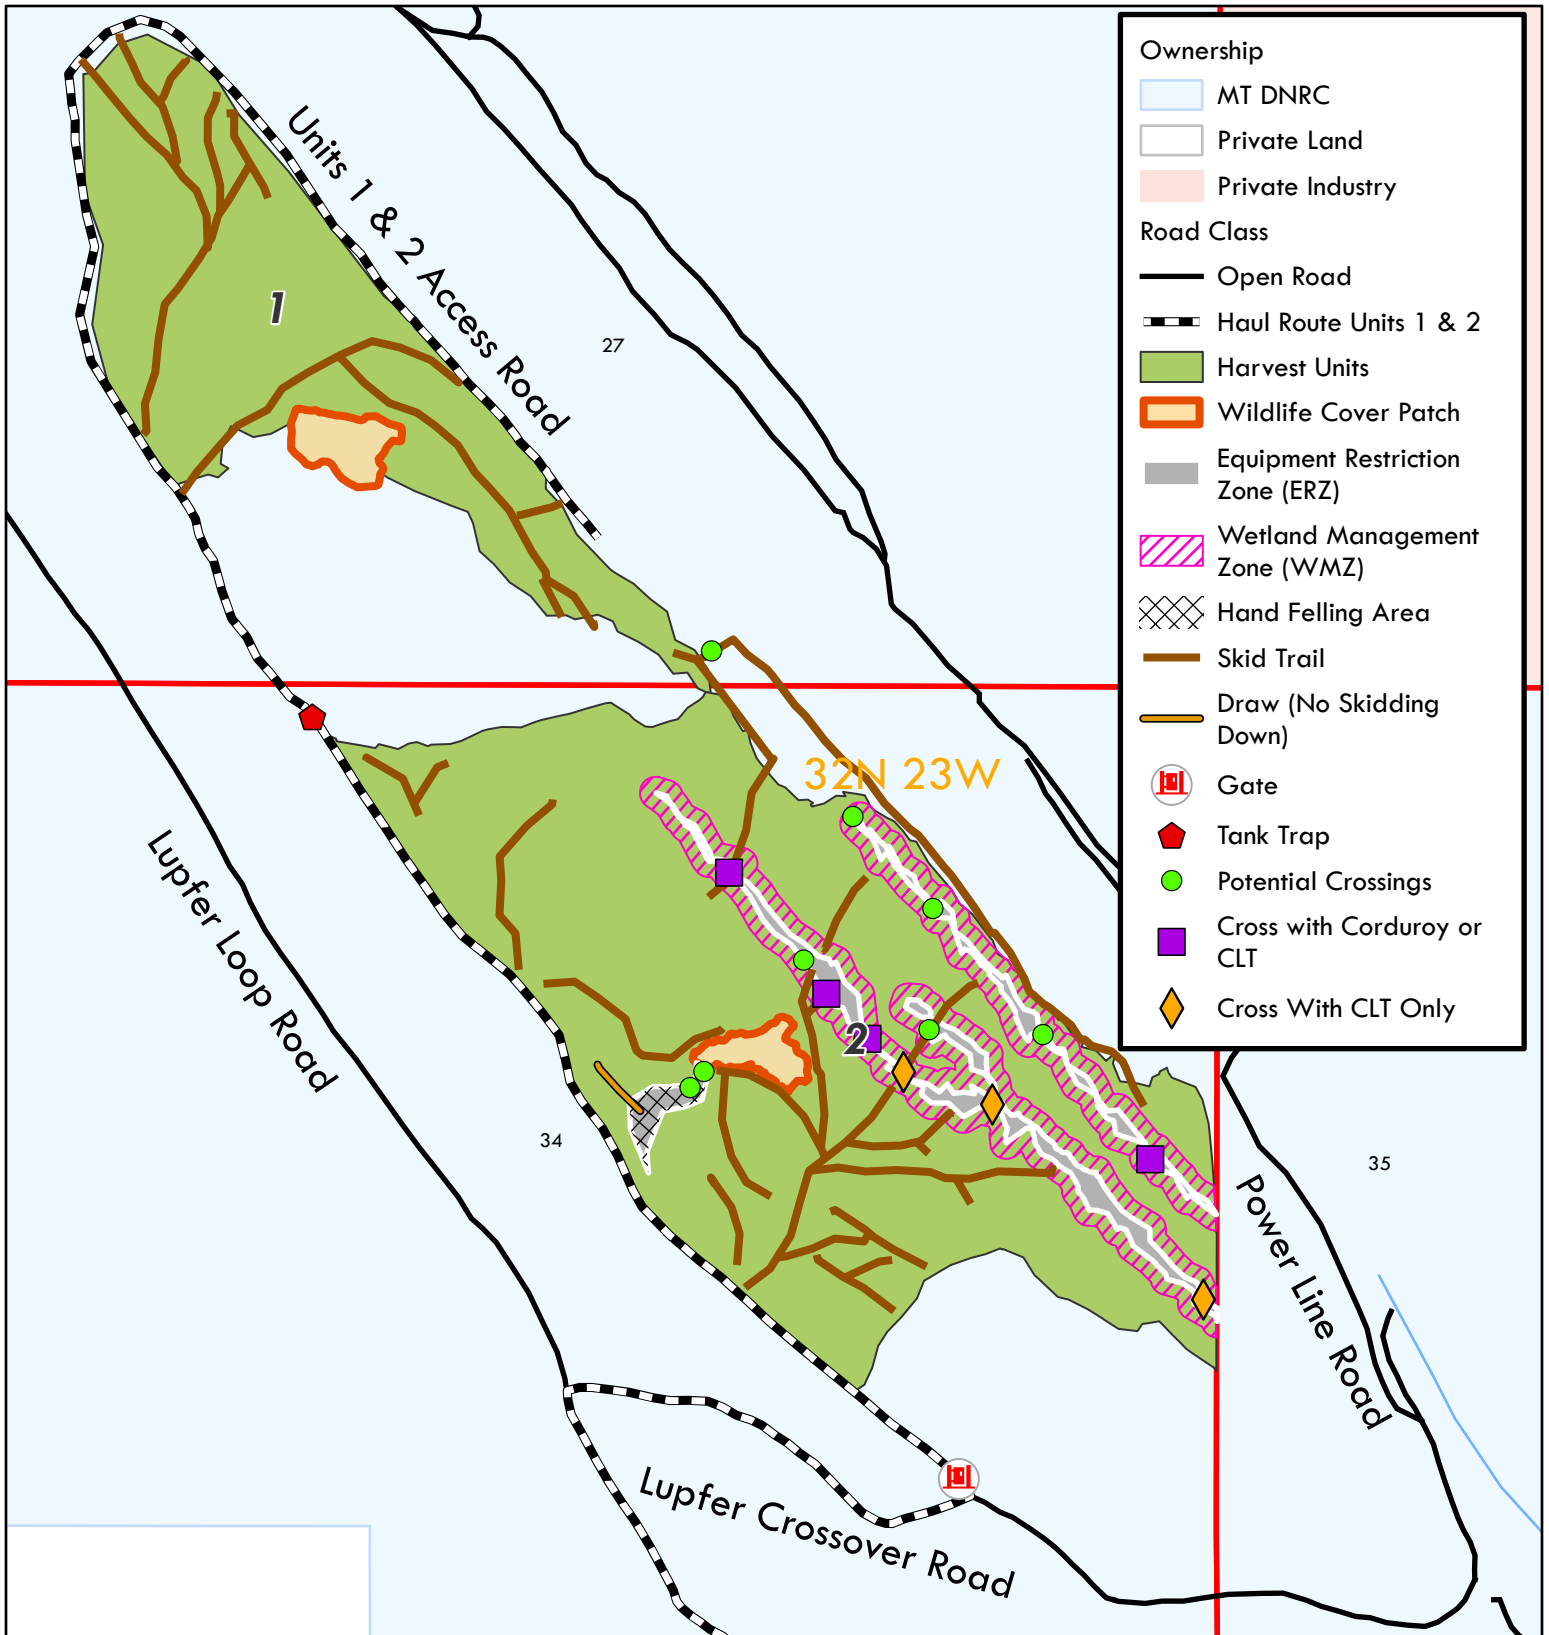 Ownership
MT DNRC
Private Land
Private Industry
Road Class
Open Road
Haul Route Units 1 & 2
Harvest Units
Wildlife Cover Patch
Equipment Restriction
Zone (ERZ)
Wetland Management
Zone (WMZ)
Hand Felling Area
Skid Trail
Draw (No Skidding
Down)
Gate
Tank Trap
Potential Crossings
Cross with Corduroy or
CLT
Cross With CLT Only
Units 1 & 2 Access Road
1
27
32N 23W
Lupfer Loop Road
2
34
35
Power Line Road
Lupfer Crossover Road